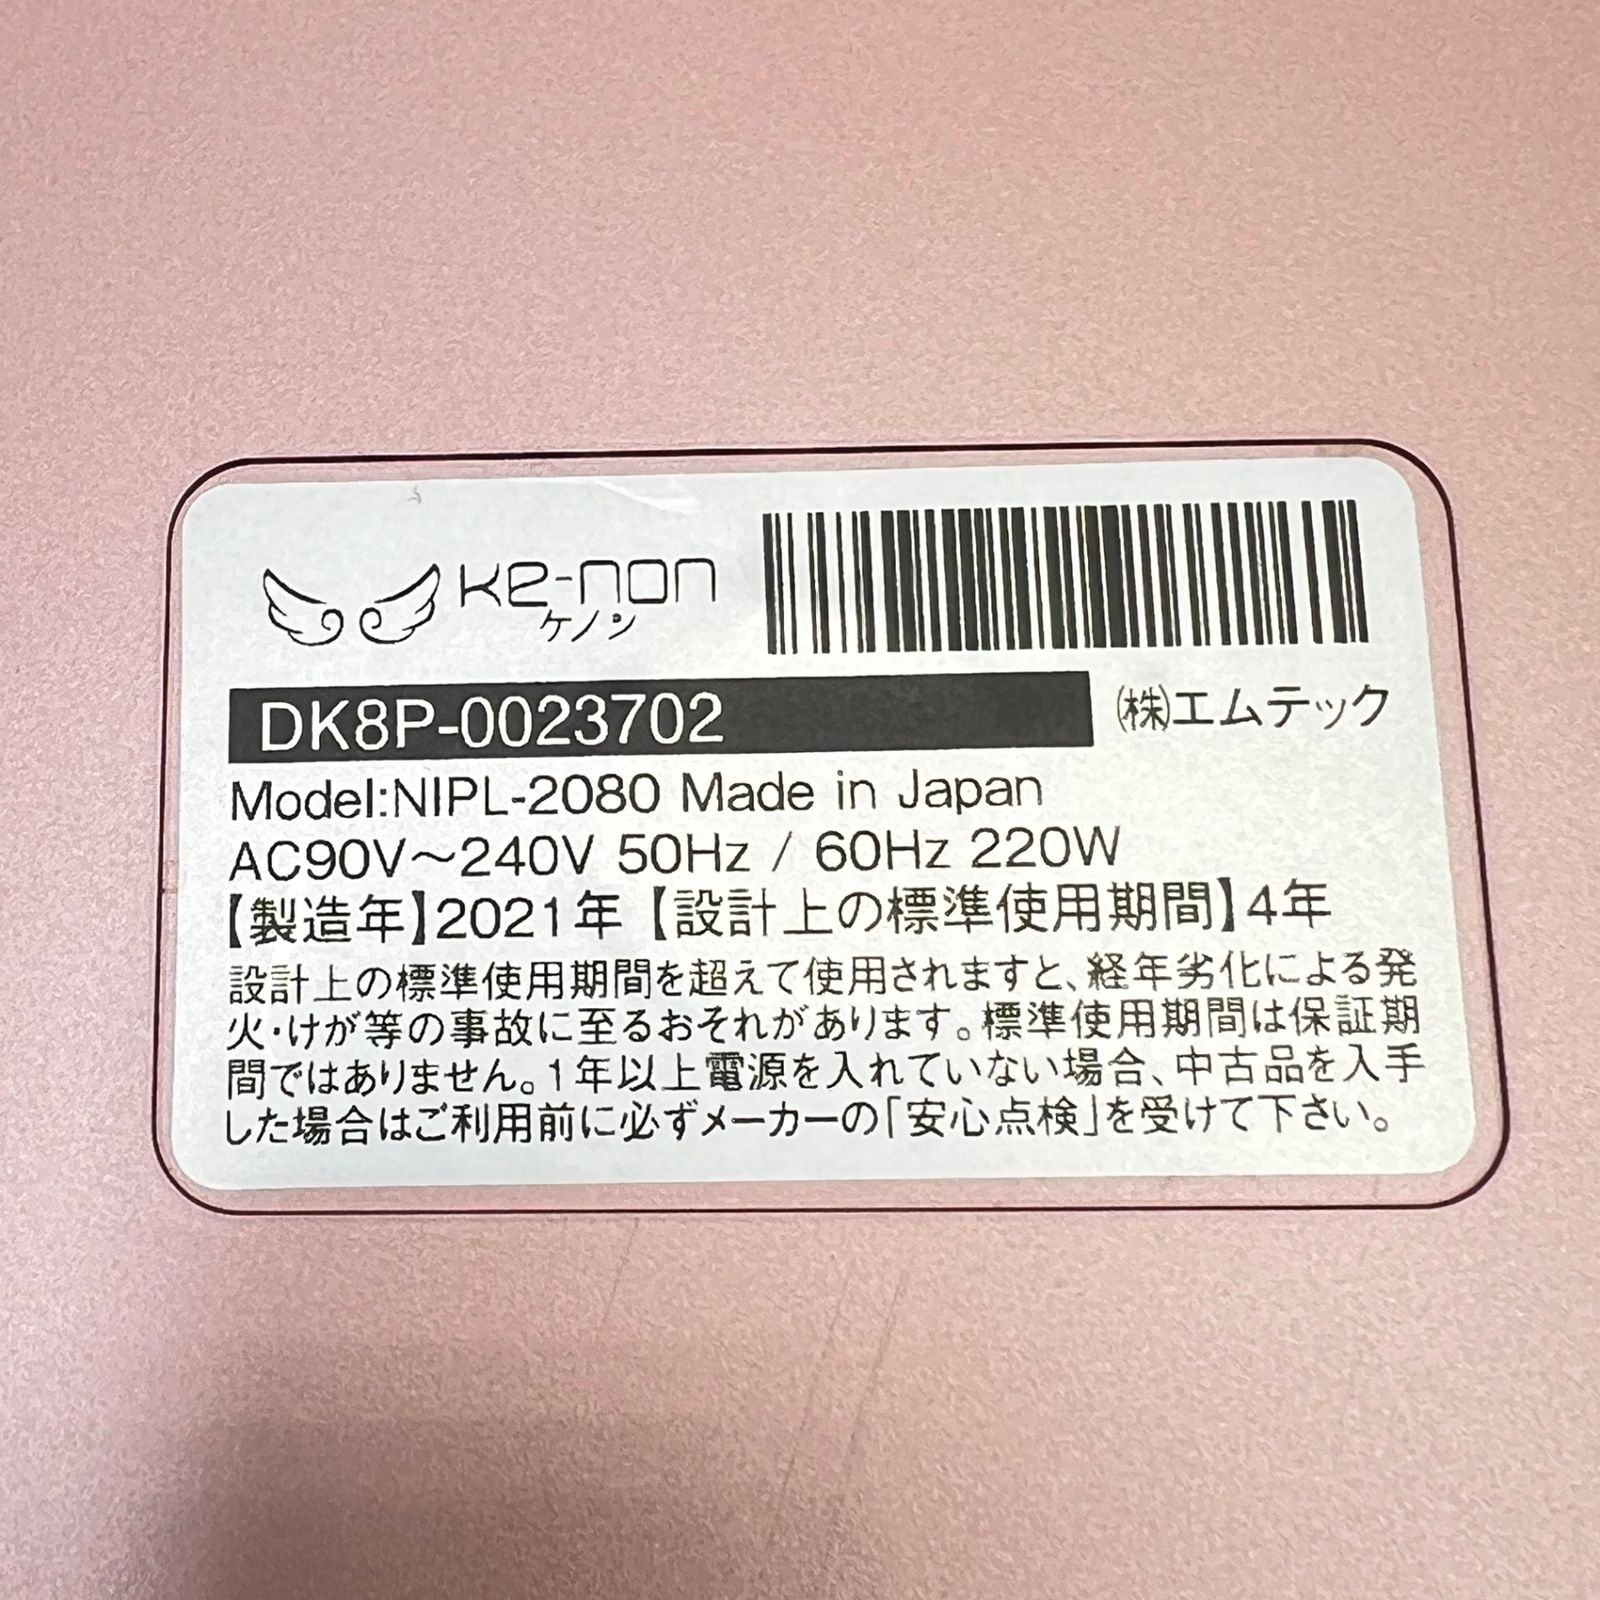 ke-non
ケノン
DK8P-0023702
㈱エムテック
Model:NIPL-2080 Made in Japan
AC90V～240V 50Hz / 60Hz 220W
【製造年】2021年【設計上の標準使用期間】4年
設計上の標準使用期間を超えて使用されますと、経年劣化による発
火・けが等の事故に至るおそれがあります。標準使用期間は保証期
間ではありません。1年以上電源を入れていない場合、中古品を入手
した場合はご利用前に必ずメーカーの「安心点検」を受けて下さい。